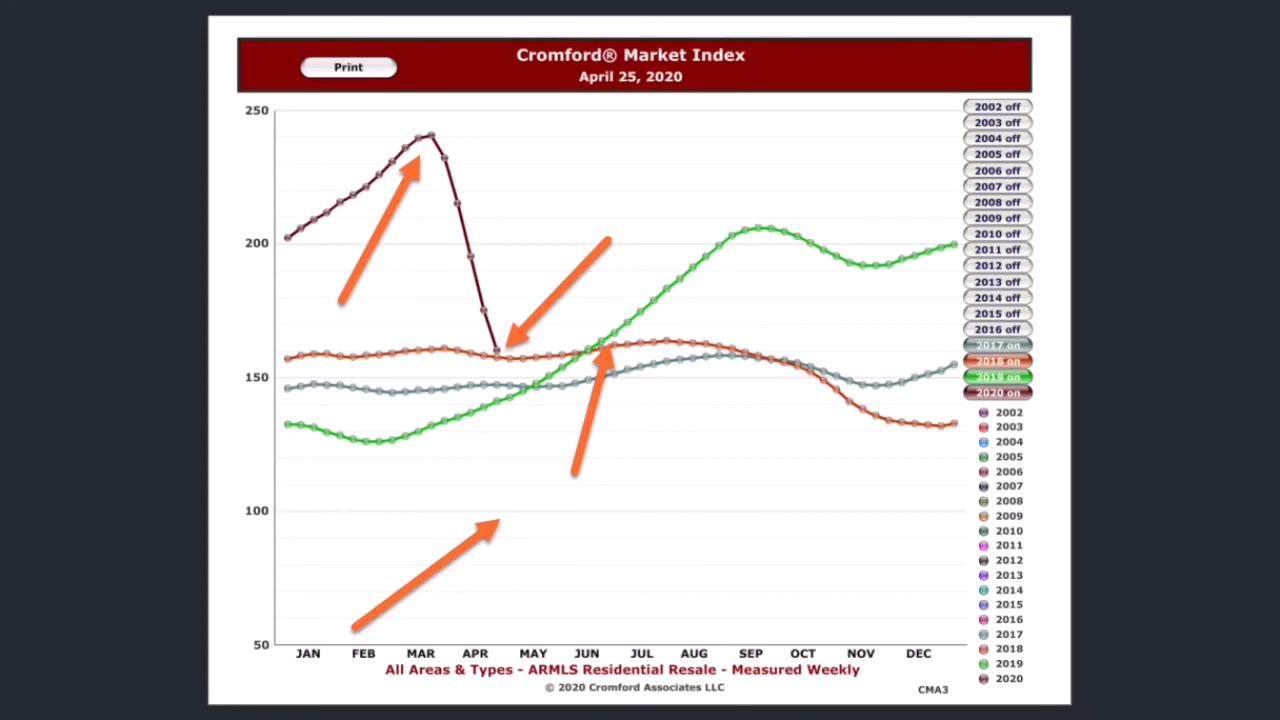 Print
Cromford® Market Index
April 25, 2020
250
200
150
100
50
JAN FEB MAR APR MAY JUN JUL AUG SEP OCT NOV DEC
All Areas & Types - ARMLS Residential Resale - Measured Weekly
© 2020 Cromford Associates LLC
CMA3
2002 off
2003 off
2004 off
2005 off
2006 off
2007 off
2008 off
2009 off
2010 off
2011 off
2012 off
2013 off
2014 off
2015 off
2016 off
2017 on
2018 on
2019 on
2020 on
2002
2003
2004
2005
2006
2007
2008
2009
2010
2011
2012
2013
2014
2015
2016
2017
2018
2019
2020